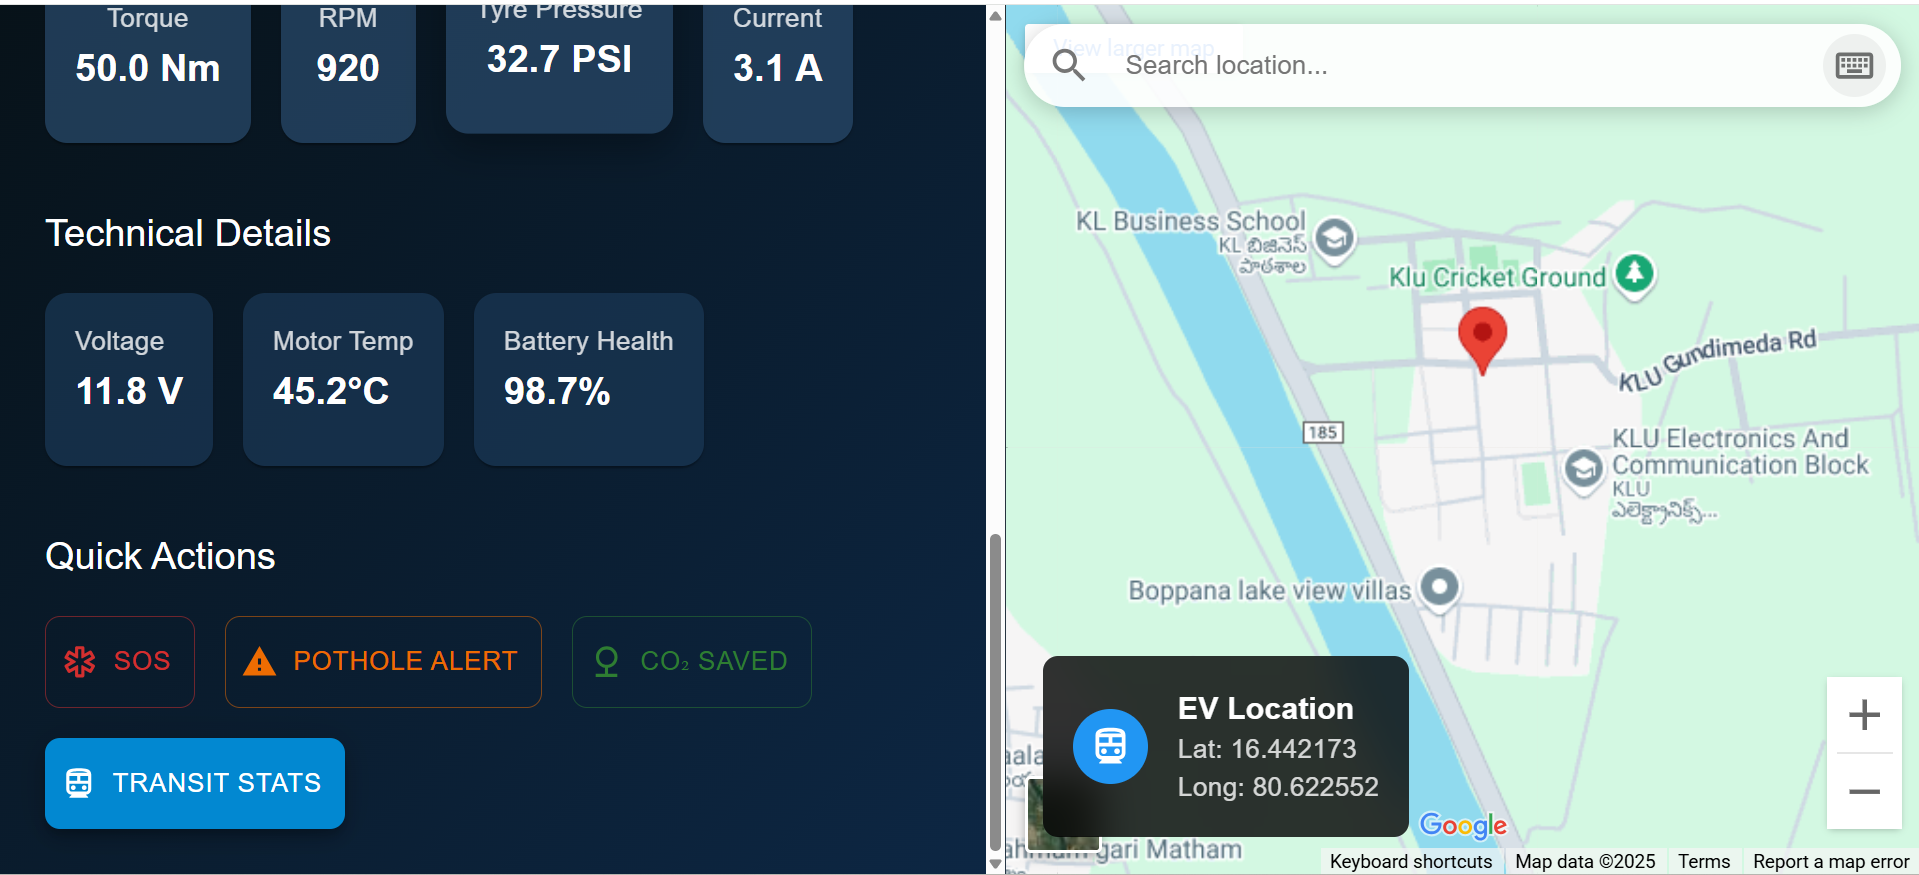 Torque
50.0 Nm
RPM
920
Tyre Pressure
32.7 PSI
Current
3.1 A
Technical Details
Voltage
11.8 V
Motor Temp
45.2°C
Battery Health
98.7%
Quick Actions
SOS
POTHOLE ALERT
CO₂ SAVED
TRANSIT STATS
View larger map
Search location...
KL Business School
KL బిజినెస్
పాఠశాల
Klu Cricket Ground
KLU Gundimeda Rd
185
KLU Electronics And
Communication Block
KLU
ఎలెక్ట్రానిక్స్...
Boppana lake view villas
EV Location
Lat: 16.442173
Long: 80.622552
gari Matham
Google
Keyboard shortcuts
Map data ©2025
Terms
Report a map error